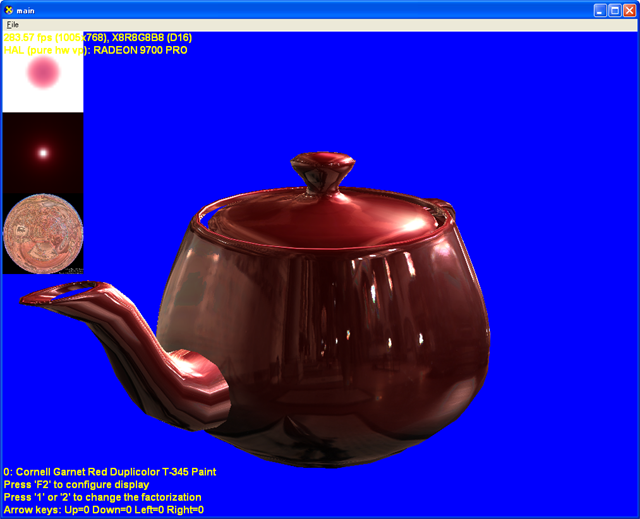 main
File
263.57 fps (1006x768), X8R8G8B8 (D16)
HAL (pure hw vp): RADEON 9700 PRO
0: Cornell Garnet Red Duplicolor T-345 Paint
Press 'F2' to configure display
Press '1' or '2' to change the factorization
Arrow keys: Up=0 Down=0 Left=0 Right=0